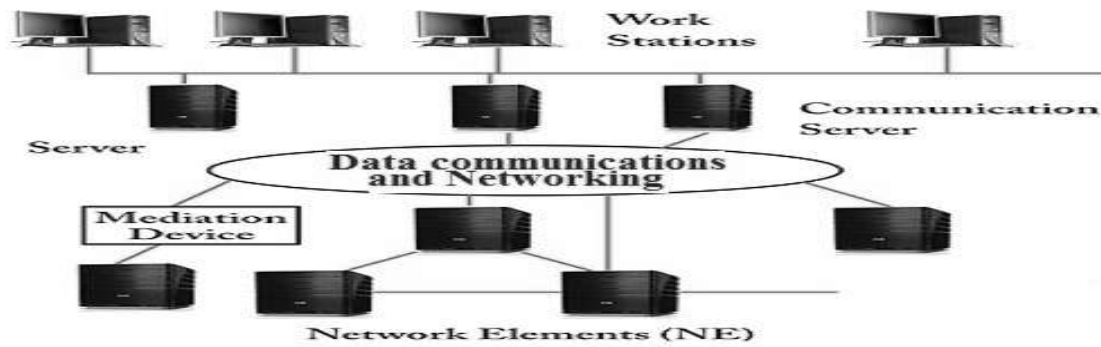 Work
Stations
Communication
Server
Server
Data communications
and Networking
Mediation
Device
Network Elements (NE)